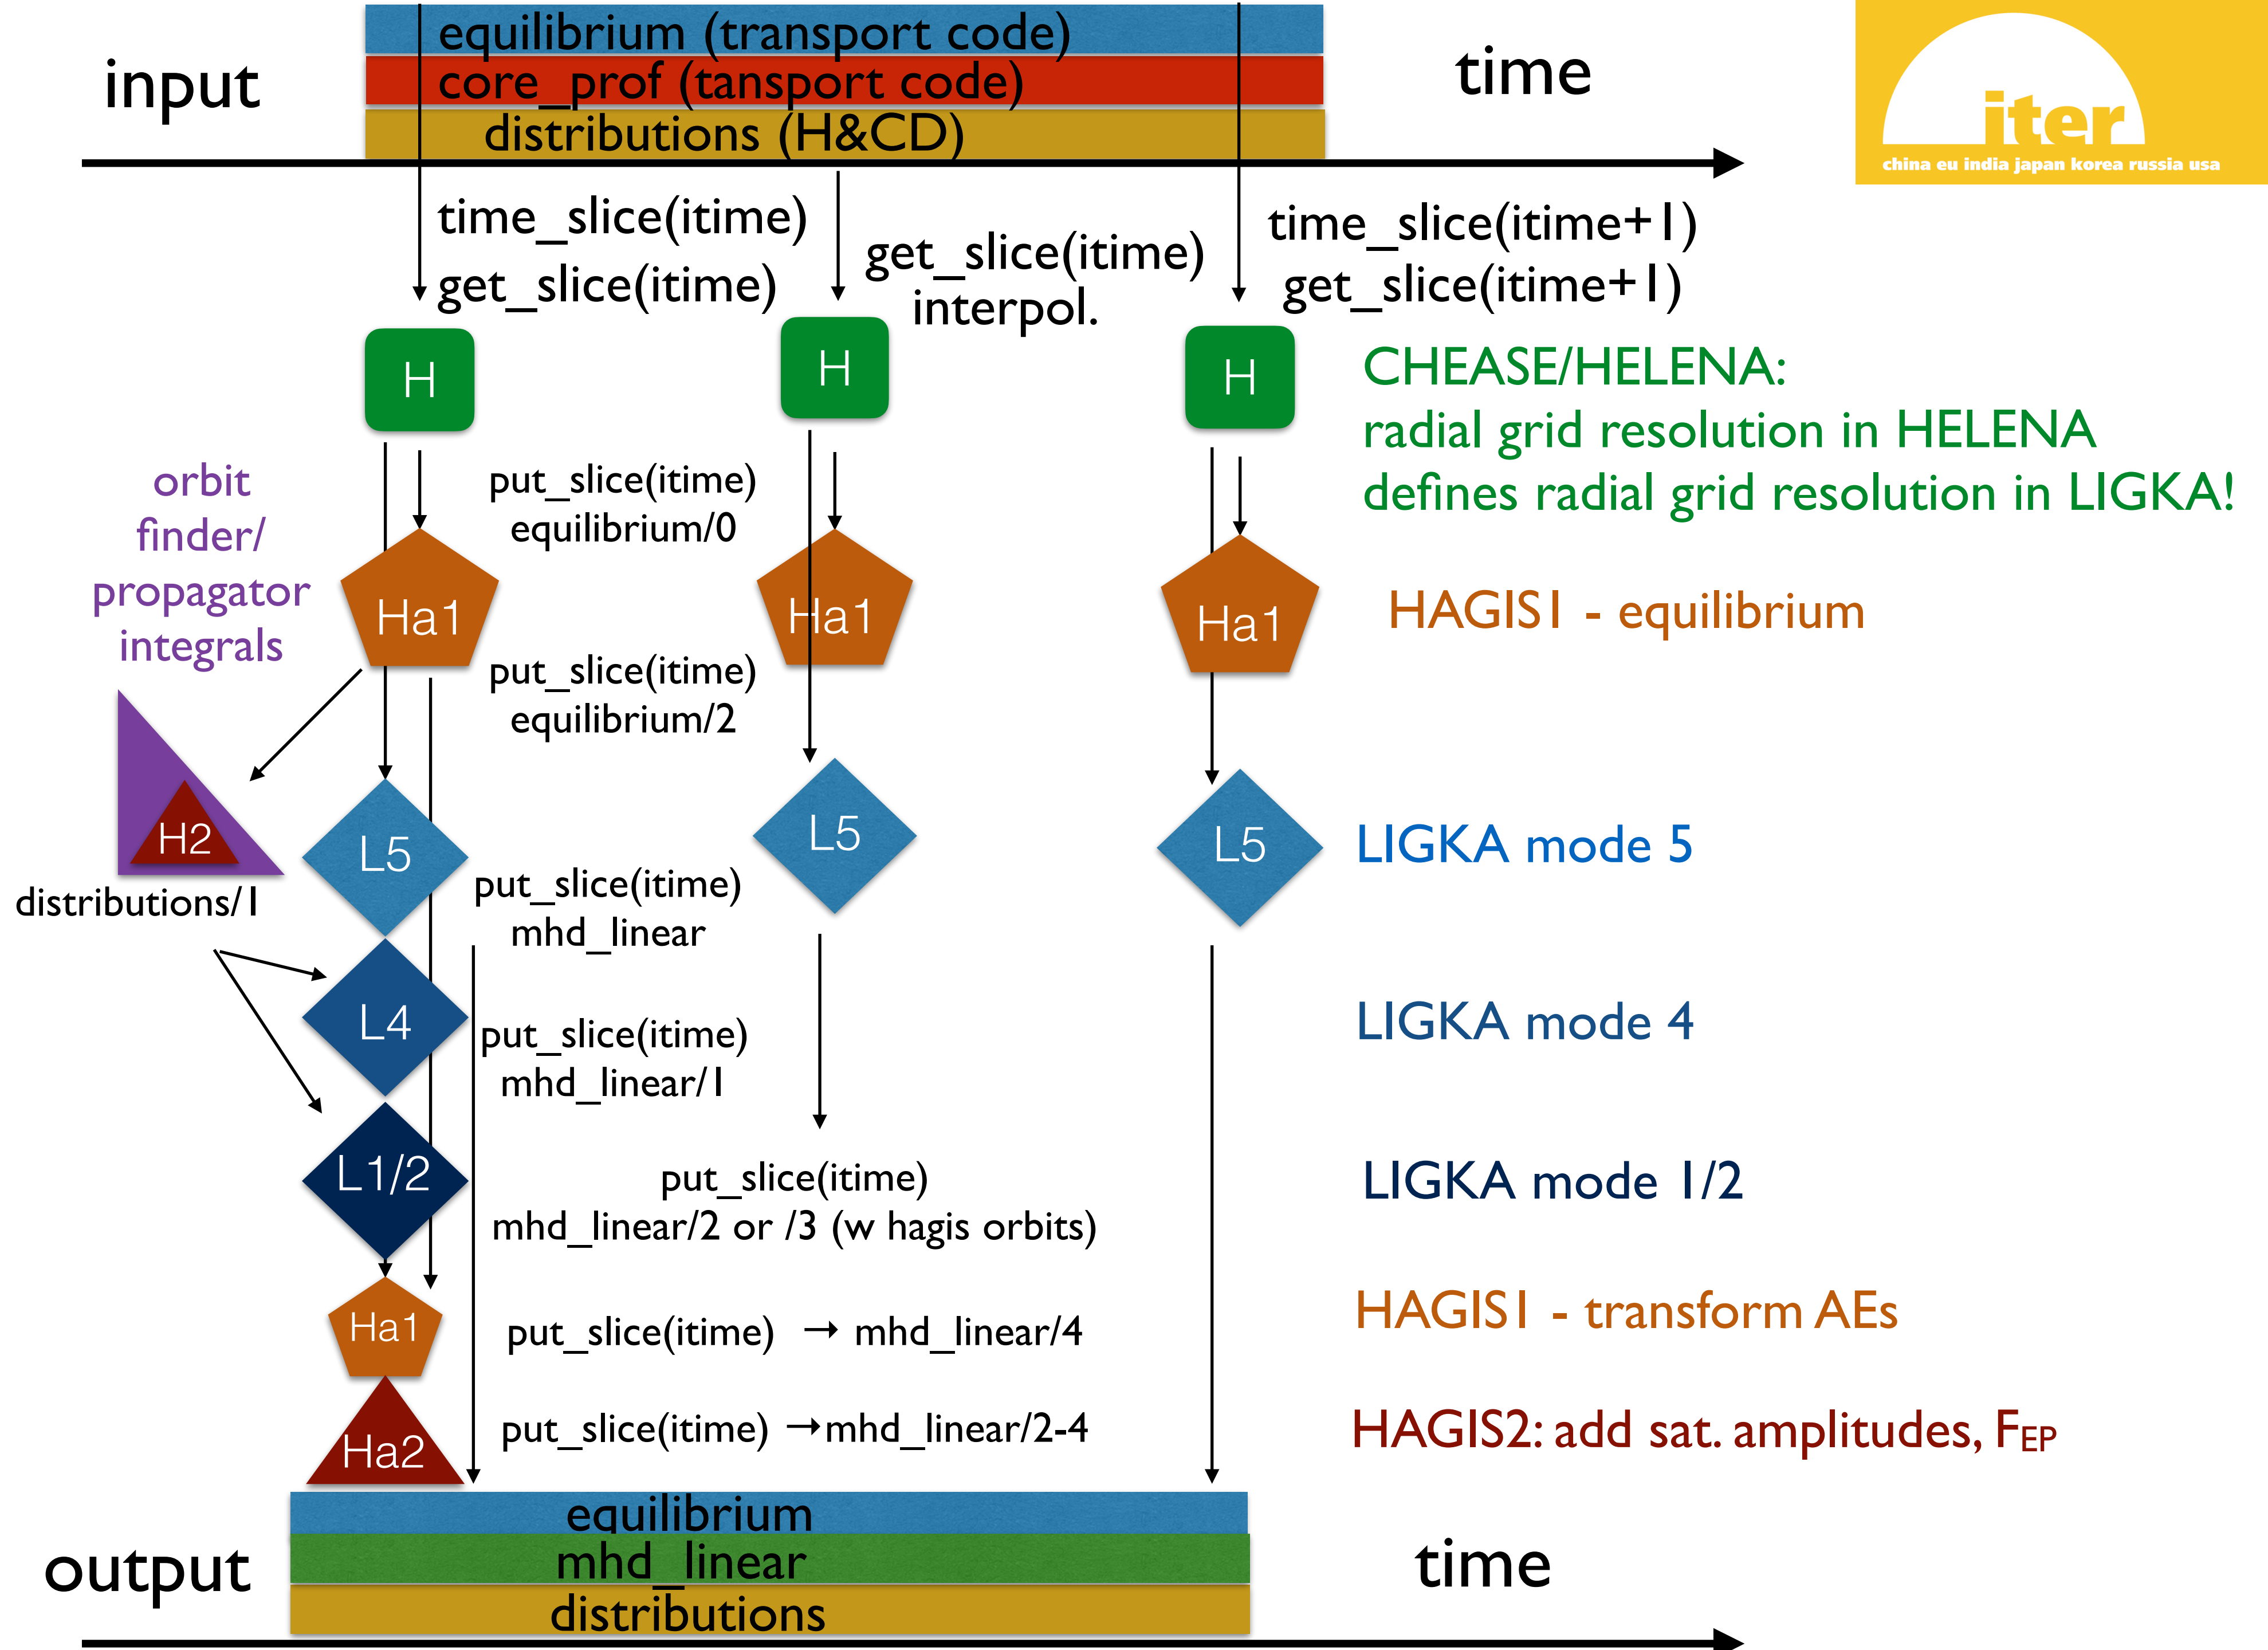 equilibrium (transport code)
input
core_prof (tansport code)
time
distributions (H&CD)
iter
china eu india japan korea russia usa
time_slice(itime)
get_slice(itime)
get_slice(itime)
interpol.
time_slice(itime+1)
get_slice(itime+1)
H
H
H
CHEASE/HELENA:
radial grid resolution in HELENA
defines radial grid resolution in LIGKA!
orbit
finder/
propagator
integrals
put_slice(itime)
equilibrium/0
Ha1
Ha1
Ha1
HAGIS1 - equilibrium
put_slice(itime)
equilibrium/2
H2
distributions/1
L5
L5
L5
LIGKA mode 5
put_slice(itime)
mhd_linear
L4
LIGKA mode 4
put_slice(itime)
mhd_linear/1
L1/2
LIGKA mode 1/2
put_slice(itime)
mhd_linear/2 or /3 (w hagis orbits)
Ha1
put_slice(itime) → mhd_linear/4
HAGIS1 - transform AEs
Ha2
put_slice(itime) →mhd_linear/2-4
HAGIS2: add sat. amplitudes, FEP
equilibrium
output
mhd_linear
time
distributions